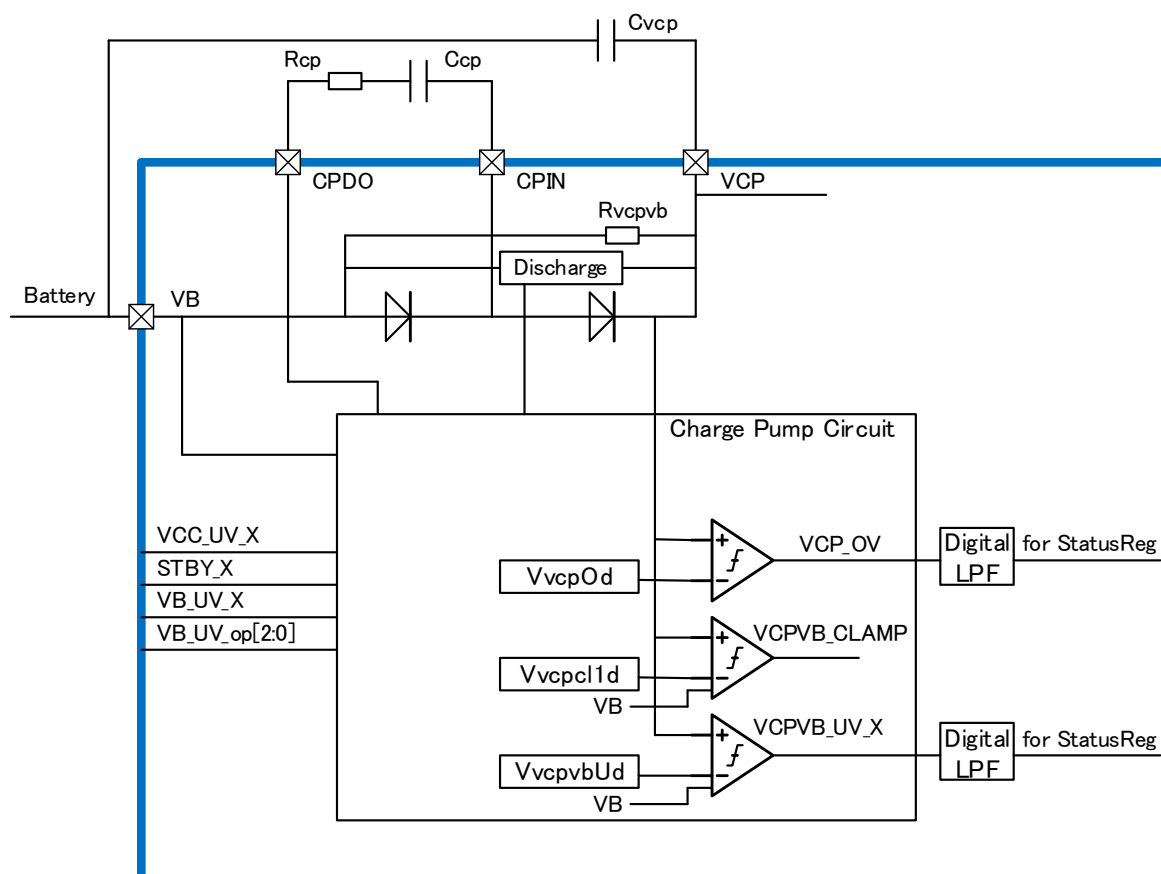 Cvcp
Rcp
Ccp
CPDO
CPIN
VCP
Rvcpvb
Discharge
Battery
VB
Charge Pump Circuit
VCC_UV_X
STBY_X
VB_UV_X
VB_UV_op[2:0]
VvcpOd
VCP_OV
Digital
LPF
for StatusReg
Vvcpcl1d
VB
VCPVB_CLAMP
VvcpvbUd
VB
VCPVB_UV_X
Digital
LPF
for StatusReg